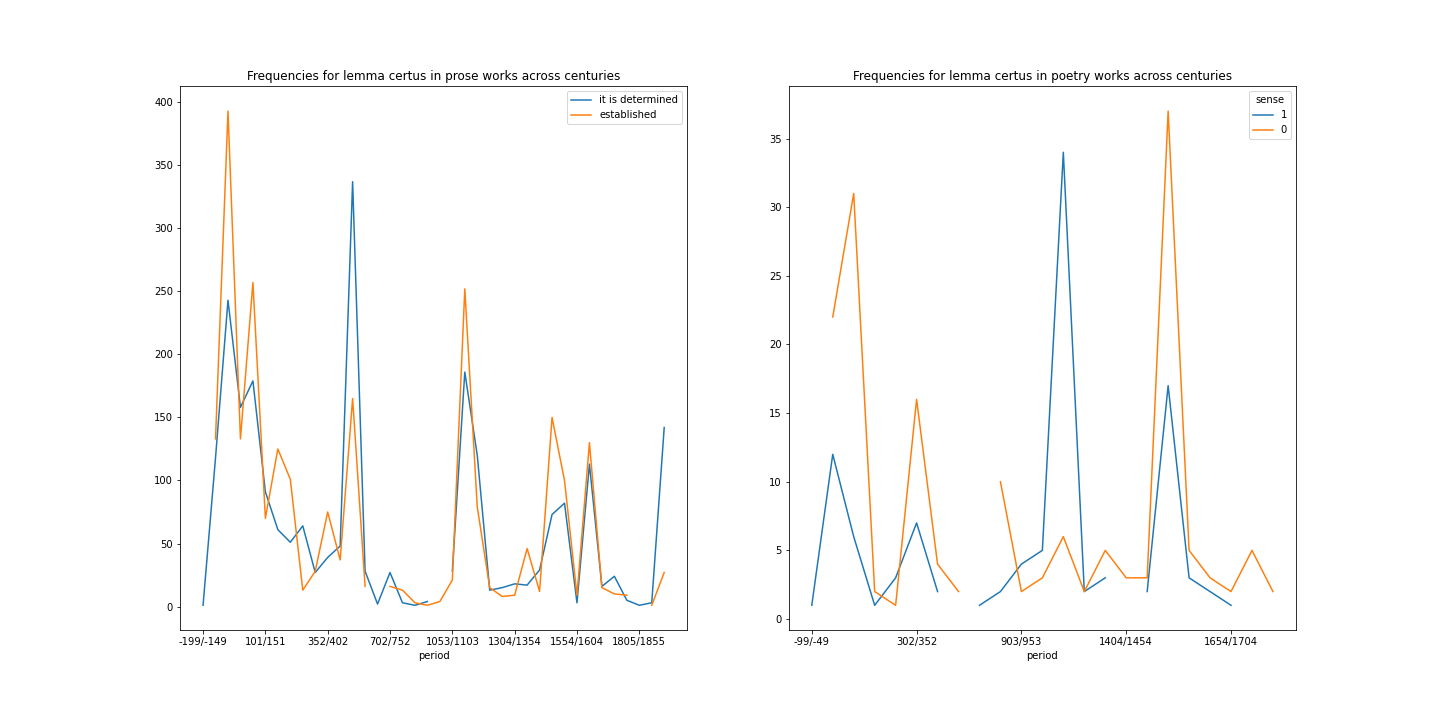 Frequencies for lemma certus in prose works across centuries
it is determined
established
400
350
300
250
200
150
100
50
0
-199/-149 101/151 352/402 702/752 1053/1103 1304/1354 1554/1604 1805/1855
period
Frequencies for lemma certus in poetry works across centuries
sense
1
0
35
30
25
20
15
10
5
0
-99/-49 302/352 903/953 1404/1454 1654/1704
period